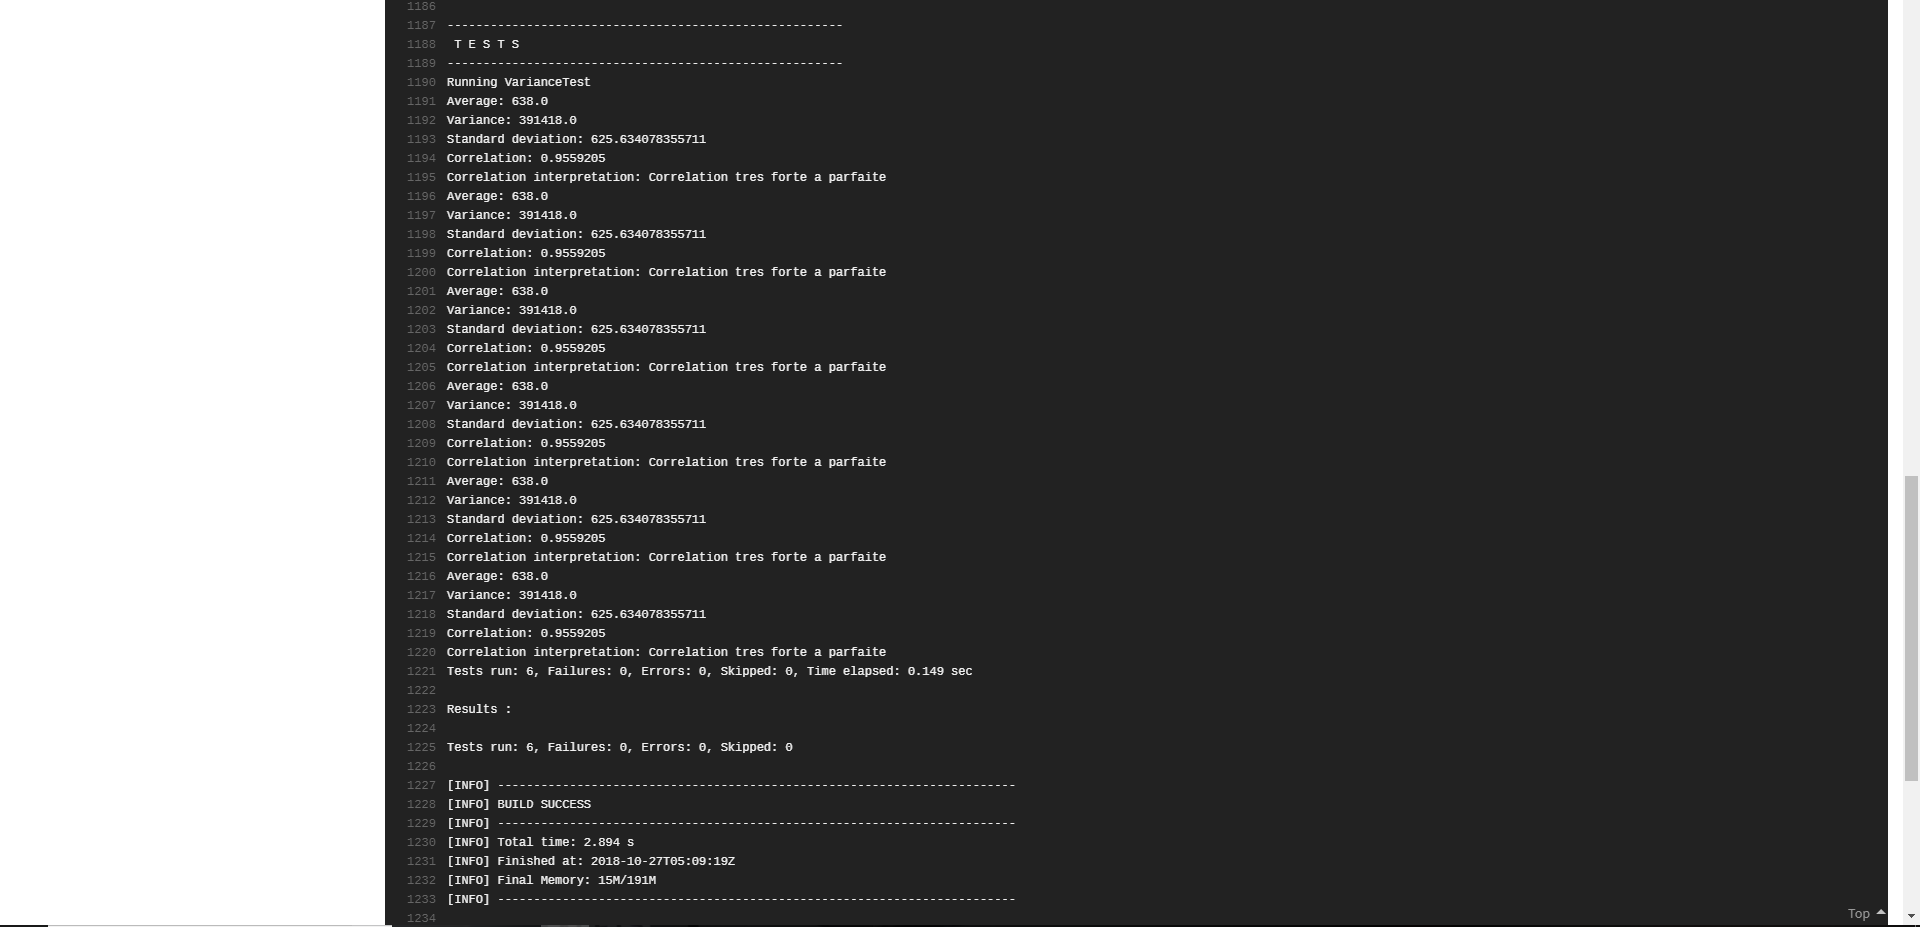 1186
1187 -------------------------------------------------------
1188  T E S T S
1189 -------------------------------------------------------
1190 Running VarianceTest
1191 Average: 638.0
1192 Variance: 391418.0
1193 Standard deviation: 625.634078355711
1194 Correlation: 0.9559205
1195 Correlation interpretation: Correlation tres forte a parfaite
1196 Average: 638.0
1197 Variance: 391418.0
1198 Standard deviation: 625.634078355711
1199 Correlation: 0.9559205
1200 Correlation interpretation: Correlation tres forte a parfaite
1201 Average: 638.0
1202 Variance: 391418.0
1203 Standard deviation: 625.634078355711
1204 Correlation: 0.9559205
1205 Correlation interpretation: Correlation tres forte a parfaite
1206 Average: 638.0
1207 Variance: 391418.0
1208 Standard deviation: 625.634078355711
1209 Correlation: 0.9559205
1210 Correlation interpretation: Correlation tres forte a parfaite
1211 Average: 638.0
1212 Variance: 391418.0
1213 Standard deviation: 625.634078355711
1214 Correlation: 0.9559205
1215 Correlation interpretation: Correlation tres forte a parfaite
1216 Average: 638.0
1217 Variance: 391418.0
1218 Standard deviation: 625.634078355711
1219 Correlation: 0.9559205
1220 Correlation interpretation: Correlation tres forte a parfaite
1221 Tests run: 6, Failures: 0, Errors: 0, Skipped: 0, Time elapsed: 0.149 sec
1222
1223 Results :
1224
1225 Tests run: 6, Failures: 0, Errors: 0, Skipped: 0
1226
1227 [INFO] ------------------------------------------------------------------------
1228 [INFO] BUILD SUCCESS
1229 [INFO] ------------------------------------------------------------------------
1230 [INFO] Total time: 2.894 s
1231 [INFO] Finished at: 2018-10-27T05:09:19Z
1232 [INFO] Final Memory: 15M/191M
1233 [INFO] ------------------------------------------------------------------------
1234
Top